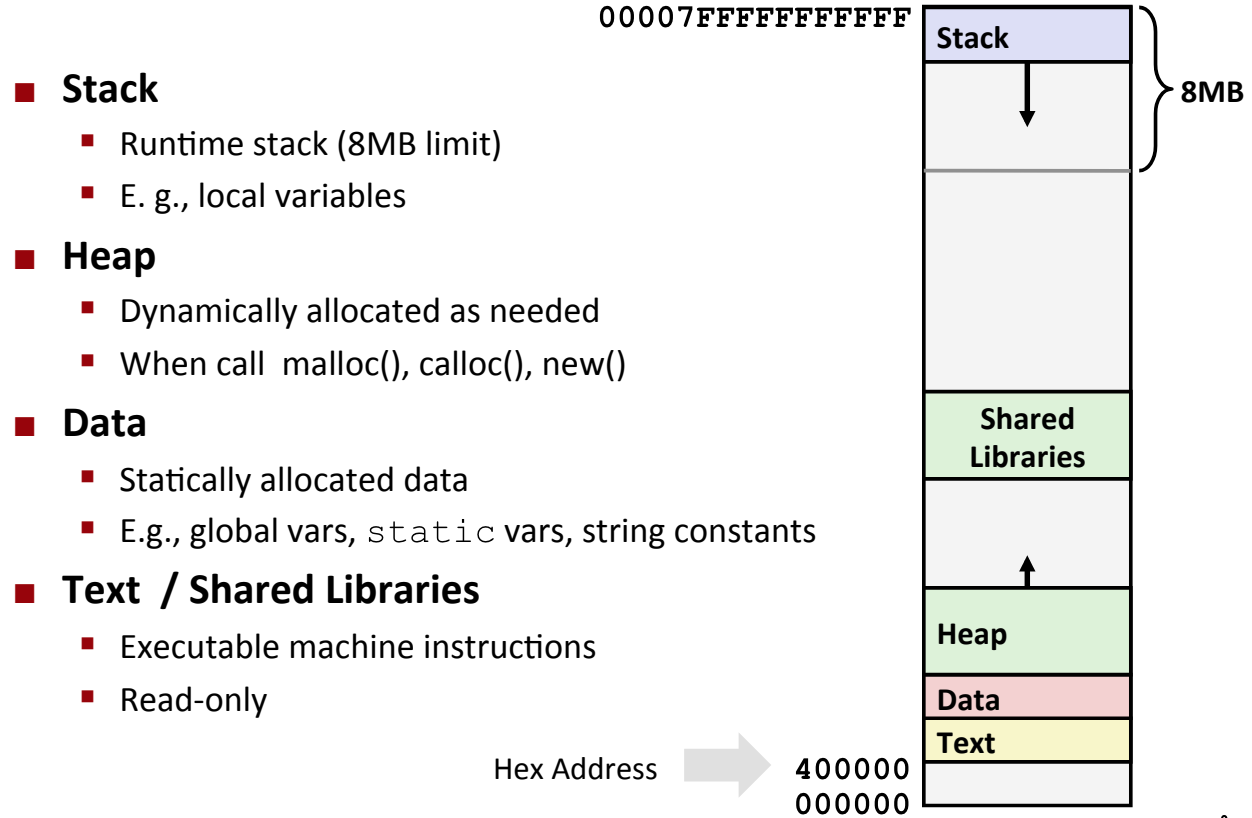 00007FFFFFFFFFFF
Stack
8MB
■ Stack
▪ Runtime stack (8MB limit)
▪ E. g., local variables
■ Heap
▪ Dynamically allocated as needed
▪ When call malloc(), calloc(), new()
■ Data
▪ Statically allocated data
▪ E.g., global vars, static vars, string constants
■ Text / Shared Libraries
▪ Executable machine instructions
▪ Read-only
Shared
Libraries
Heap
Data
Text
Hex Address
400000
000000